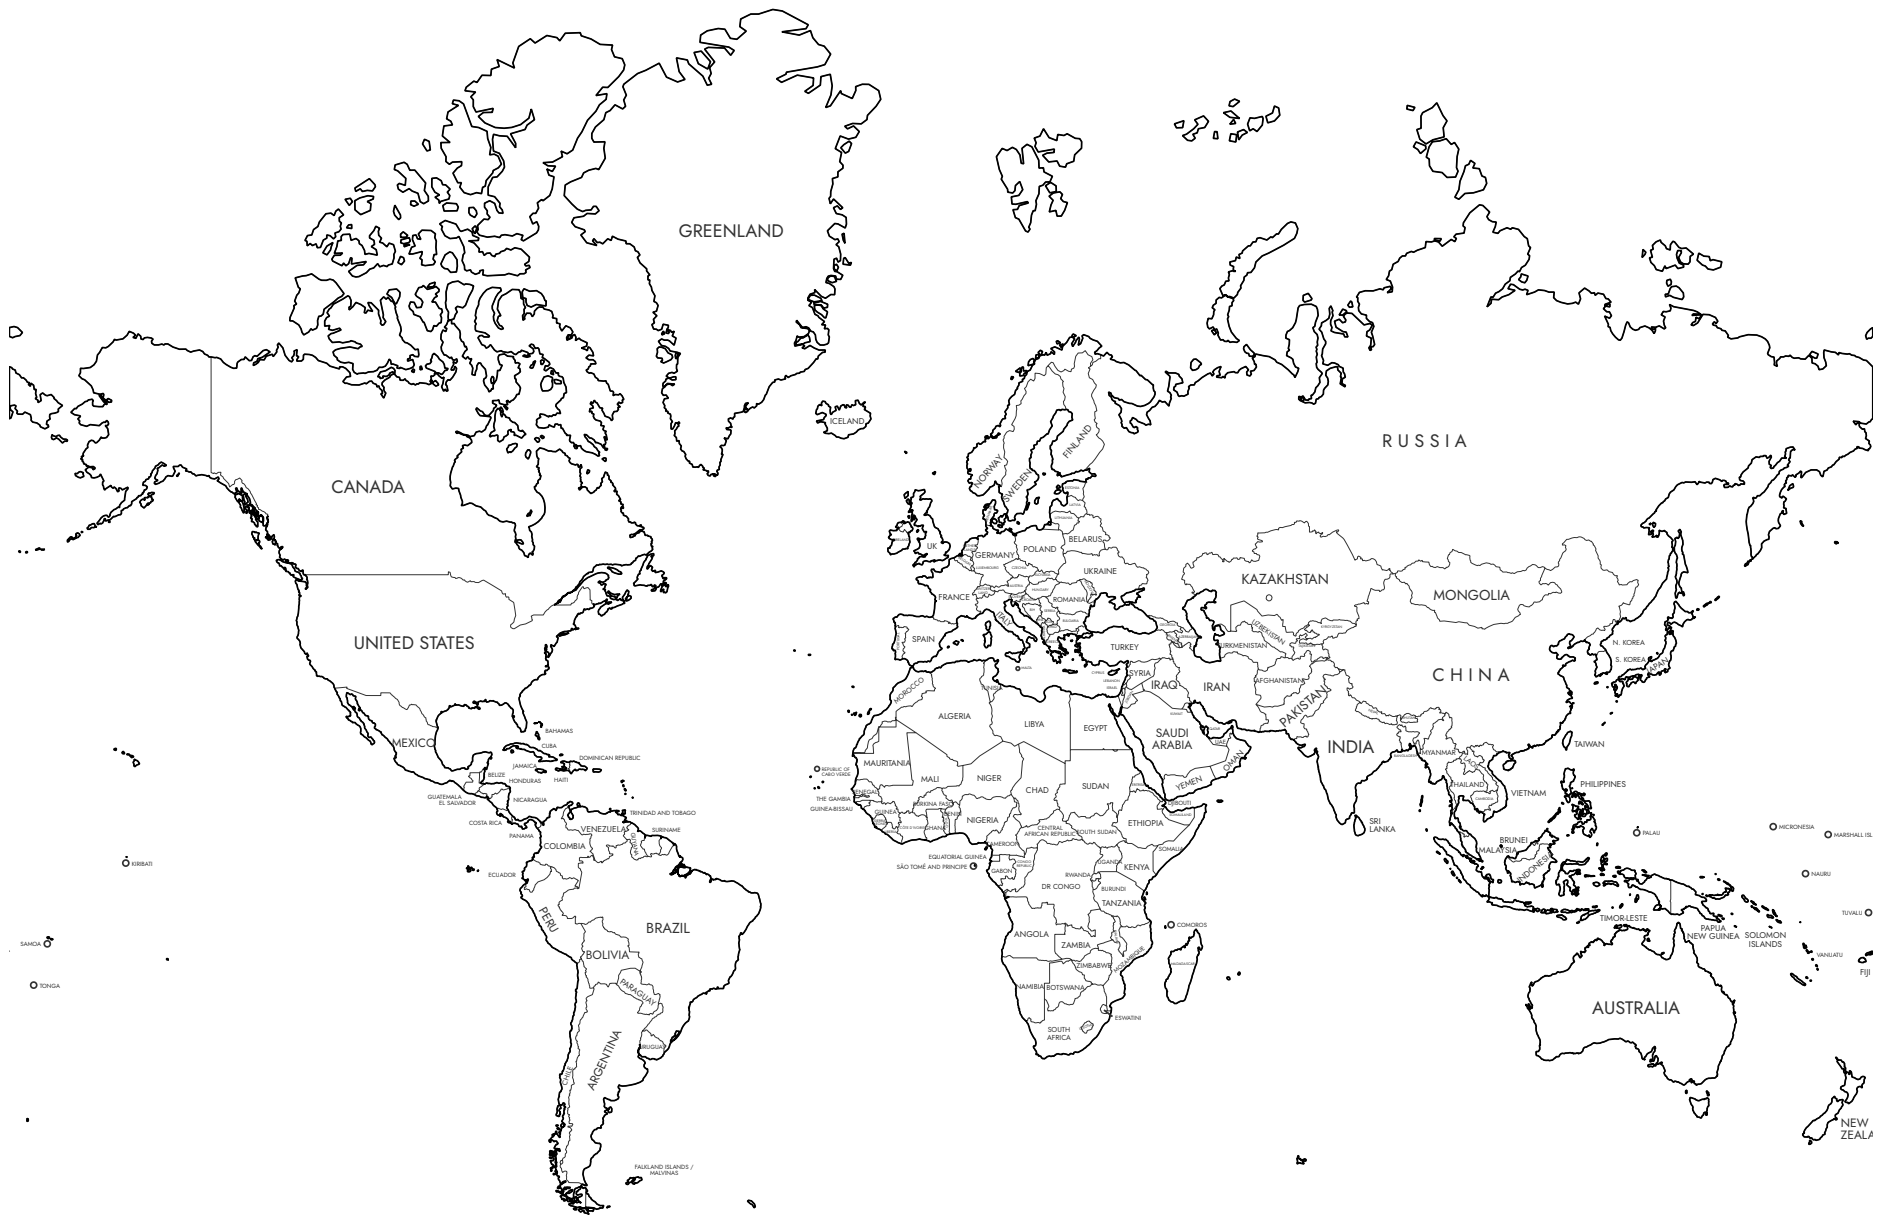 GREENLAND
ICELAND
RUSSIA
CANADA
NORWAY
SWEDEN
FINLAND
UK
BELARUS
POLAND
GERMANY
UKRAINE
KAZAKHSTAN
MONGOLIA
FRANCE
ROMANIA
ITALY
SPAIN
UNITED STATES
TURKEY
UZBEKISTAN
N. KOREA
S. KOREA
JAPAN
CHINA
SYRIA
IRAQ
IRAN
AFGHANISTAN
PAKISTAN
MOROCCO
ALGERIA
LIBYA
EGYPT
SAUDI
ARABIA
UAE
OMAN
YEMEN
INDIA
MYANMAR
TAIWAN
MEXICO
BAHAMAS
CUBA
DOMINICAN REPUBLIC
JAMAICA
HAITI
BELIZE
HONDURAS
GUATEMALA
EL SALVADOR
NICARAGUA
COSTA RICA
PANAMA
TRINIDAD AND TOBAGO
VENEZUELA
SURINAME
COLOMBIA
ECUADOR
PERU
BRAZIL
BOLIVIA
PARAGUAY
CHILE
ARGENTINA
FALKLAND ISLANDS /
MALVINAS
REPUBLIC OF
CABO VERDE
MAURITANIA
MALI
NIGER
CHAD
SUDAN
THE GAMBIA
GUINEA-BISSAU
GUINEA
BURKINA FASO
GHANA
NIGERIA
CENTRAL
AFRICAN REPUBLIC
SOUTH SUDAN
ETHIOPIA
DJIBOUTI
SOMALIA
EQUATORIAL GUINEA
SÃO TOMÉ AND PRINCIPE
GABON
UGANDA
KENYA
RWANDA
DR CONGO
BURUNDI
TANZANIA
COMOROS
ANGOLA
ZAMBIA
ZIMBABWE
MOZAMBIQUE
NAMIBIA
BOTSWANA
ESWATINI
SOUTH
AFRICA
THAILAND
VIETNAM
PHILIPPINES
SRI
LANKA
BRUNEI
MALAYSIA
PALAU
MICRONESIA
MARSHALL ISL
NAURU
TUVALU
TIMOR-LESTE
PAPUA
NEW GUINEA
SOLOMON
ISLANDS
VANUATU
FIJI
AUSTRALIA
NEW
ZEALA
KIRIBATI
SAMOA
TONGA